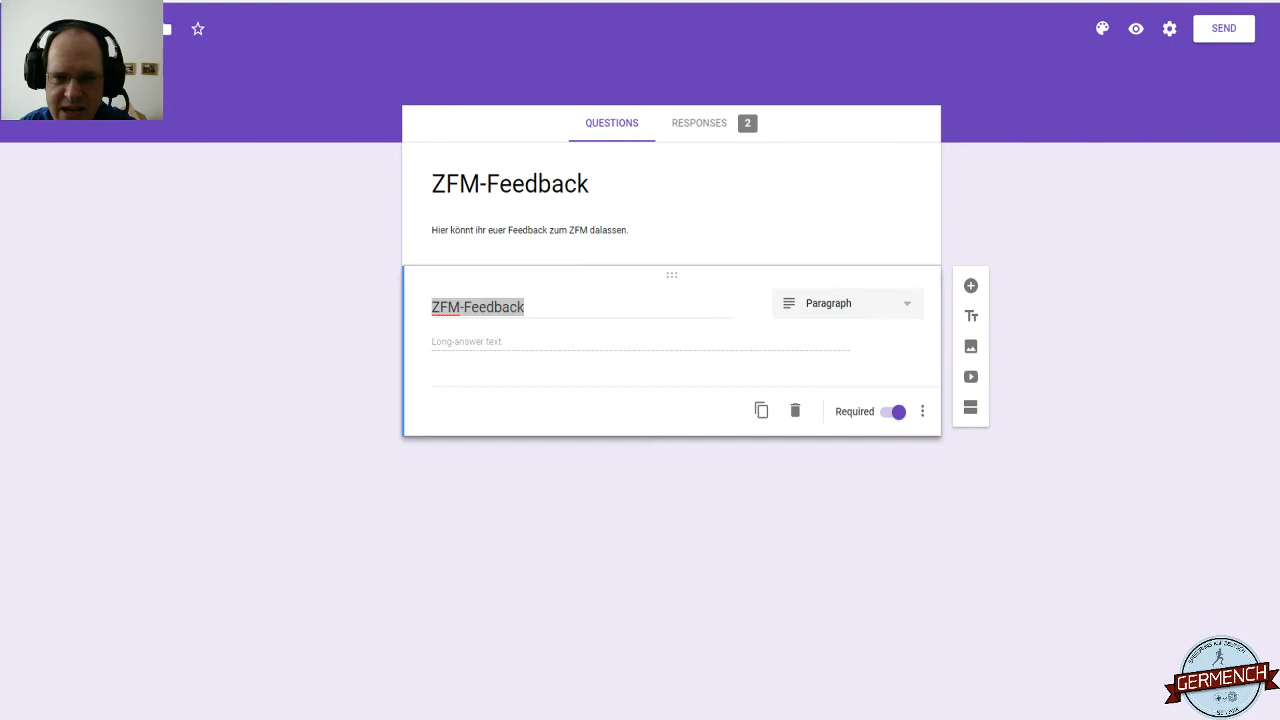 SEND
QUESTIONS
RESPONSES 2
ZFM-Feedback
Hier könnt ihr euer Feedback zum ZFM dalassen.
ZFM-Feedback
Paragraph
Long-answer text
Required
GERMENCH